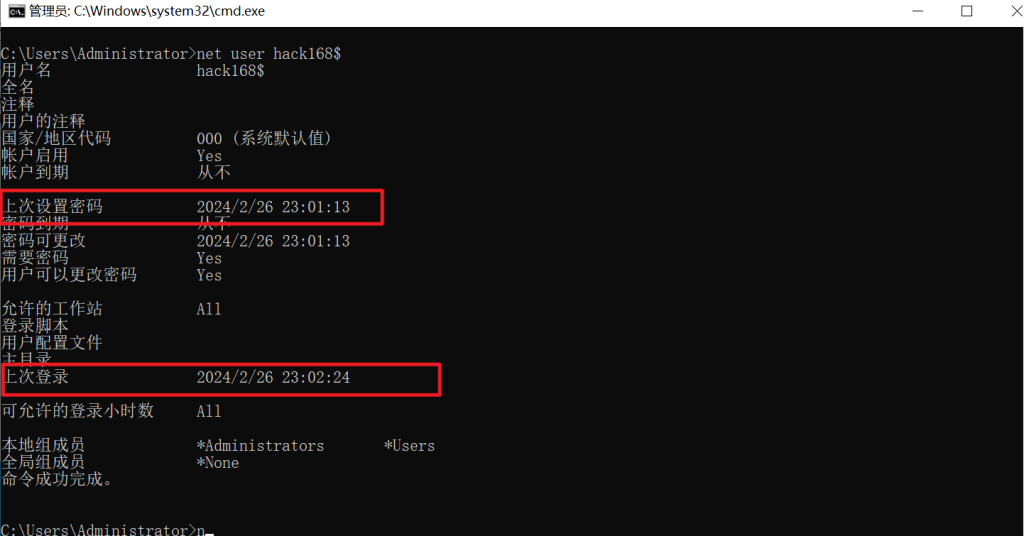 管理员: C:\Windows\system32\cmd.exe
C:\Users\Administrator>net user hack168$
用户名 hack168$
全名
注释
用户的注释
国家/地区代码 000 (系统默认值)
帐户启用 Yes
帐户到期 从不
上次设置密码 2024/2/26 23:01:13
密码到期 从不
密码可更改 2024/2/26 23:01:13
需要密码 Yes
用户可以更改密码 Yes
允许的工作站 All
登录脚本
用户配置文件
主目录
上次登录 2024/2/26 23:02:24
可允许的登录小时数 All
本地组成员 *Administrators *Users
全局组成员 *None
命令成功完成。
C:\Users\Administrator>n